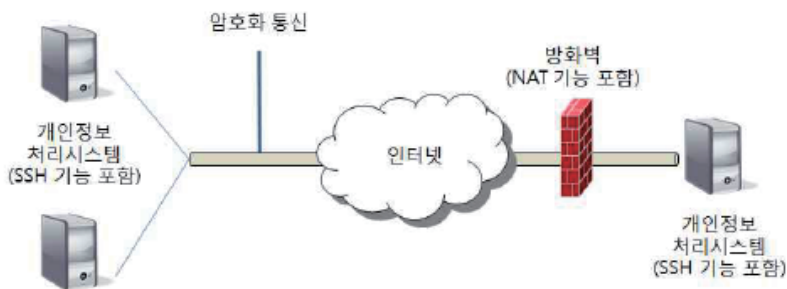 암호화 통신
방화벽
(NAT 기능 포함)
개인정보
처리시스템
(SSH 기능 포함)
인터넷
개인정보
처리시스템
(SSH 기능 포함)